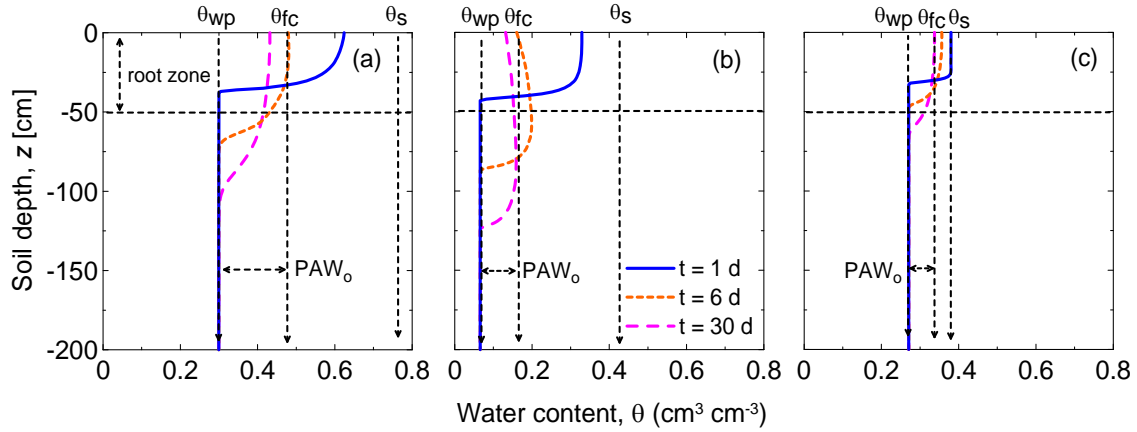 θwp θfc θs
θwp θfc θs
θwp θfc θs
0
-50
-100
-150
-200
Soil depth, z [cm]
root zone
(a)
(b)
(c)
PAWo
PAWo
PAWo
t = 1 d
t = 6 d
t = 30 d
0 0.2 0.4 0.6 0.8
0 0.2 0.4 0.6 0.8
0 0.2 0.4 0.6 0.8
Water content, θ (cm³ cm⁻³)